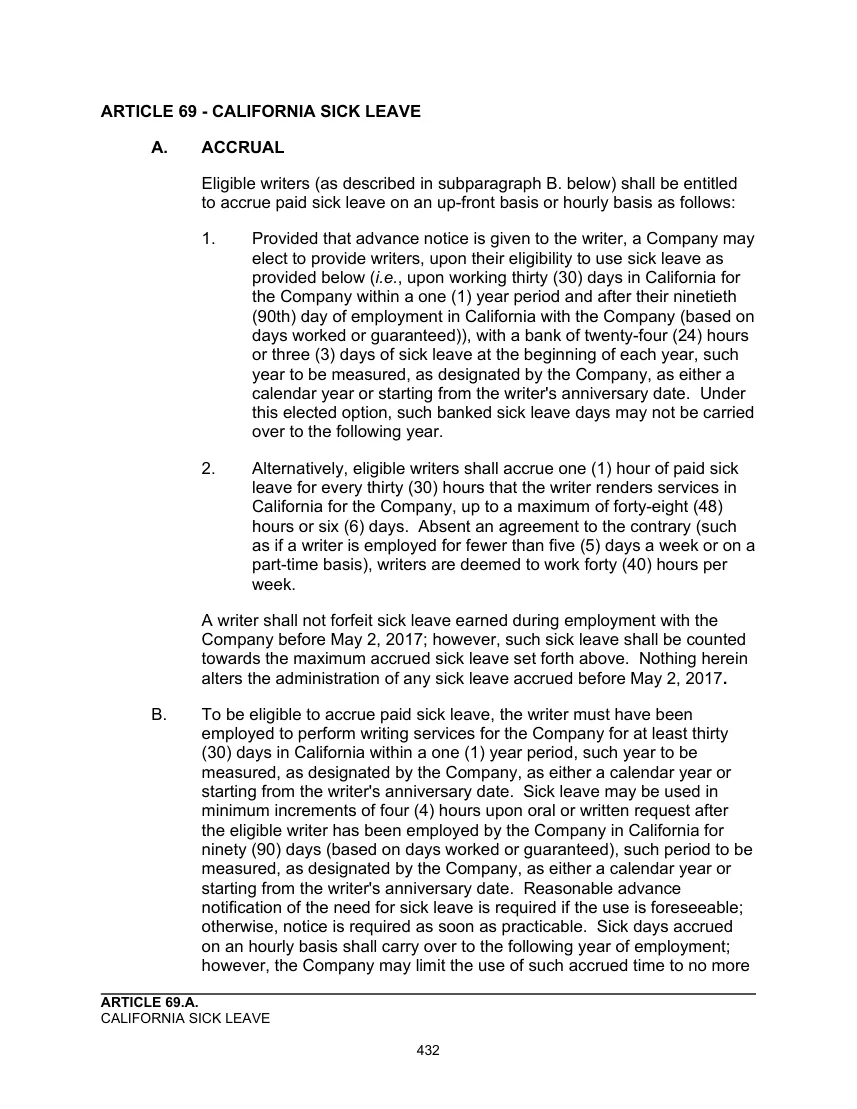 ARTICLE 69 - CALIFORNIA SICK LEAVE
A. ACCRUAL
Eligible writers (as described in subparagraph B. below) shall be entitled
to accrue paid sick leave on an up-front basis or hourly basis as follows:
1. Provided that advance notice is given to the writer, a Company may
elect to provide writers, upon their eligibility to use sick leave as
provided below (i.e., upon working thirty (30) days in California for
the Company within a one (1) year period and after their ninetieth
(90th) day of employment in California with the Company (based on
days worked or guaranteed)), with a bank of twenty-four (24) hours
or three (3) days of sick leave at the beginning of each year, such
year to be measured, as designated by the Company, as either a
calendar year or starting from the writer's anniversary date.  Under
this elected option, such banked sick leave days may not be carried
over to the following year.
2. Alternatively, eligible writers shall accrue one (1) hour of paid sick
leave for every thirty (30) hours that the writer renders services in
California for the Company, up to a maximum of forty-eight (48)
hours or six (6) days.  Absent an agreement to the contrary (such
as if a writer is employed for fewer than five (5) days a week or on a
part-time basis), writers are deemed to work forty (40) hours per
week.
A writer shall not forfeit sick leave earned during employment with the
Company before May 2, 2017; however, such sick leave shall be counted
towards the maximum accrued sick leave set forth above.  Nothing herein
alters the administration of any sick leave accrued before May 2, 2017.
B. To be eligible to accrue paid sick leave, the writer must have been
employed to perform writing services for the Company for at least thirty
(30) days in California within a one (1) year period, such year to be
measured, as designated by the Company, as either a calendar year or
starting from the writer's anniversary date.  Sick leave may be used in
minimum increments of four (4) hours upon oral or written request after
the eligible writer has been employed by the Company in California for
ninety (90) days (based on days worked or guaranteed), such period to be
measured, as designated by the Company, as either a calendar year or
starting from the writer's anniversary date.  Reasonable advance
notification of the need for sick leave is required if the use is foreseeable;
otherwise, notice is required as soon as practicable.  Sick days accrued
on an hourly basis shall carry over to the following year of employment;
however, the Company may limit the use of such accrued time to no more
ARTICLE 69.A.
CALIFORNIA SICK LEAVE
432